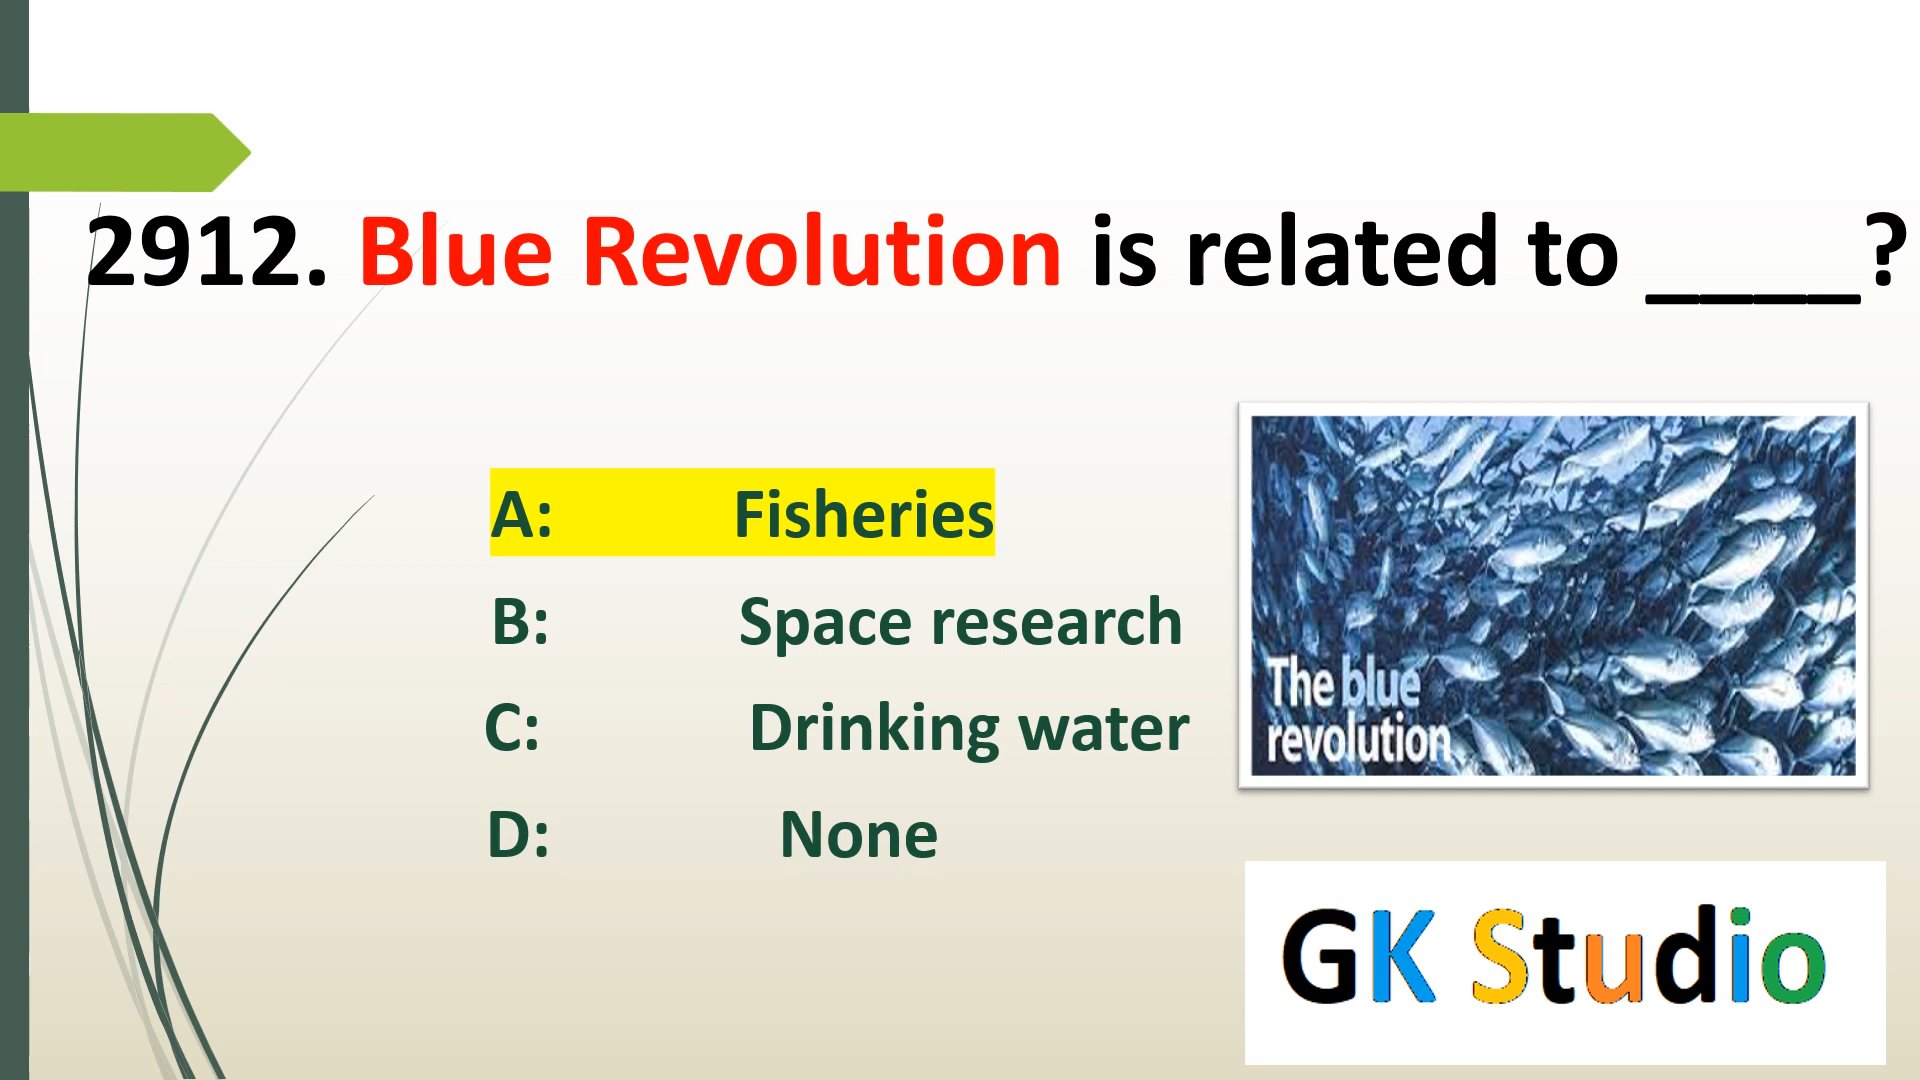 2912. Blue Revolution is related to ____?
A: Fisheries
B: Space research
C: Drinking water
D: None
The blue
revolution
GK Studio